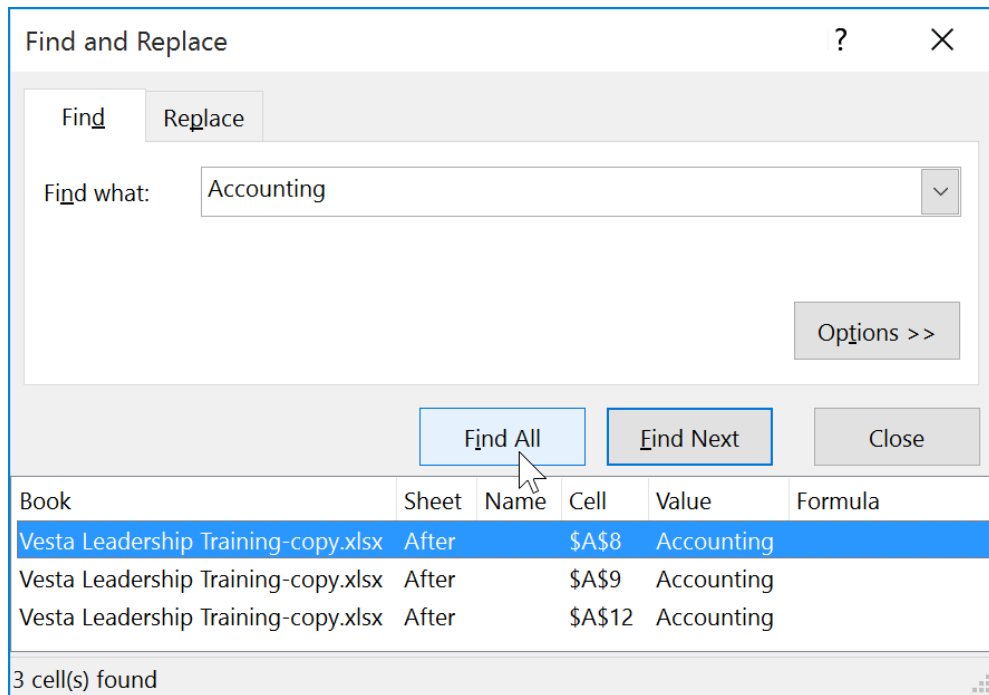 Find and Replace ?
Find Replace
Find what: Accounting
Options >>
Find All Find Next Close
Book Sheet Name Cell Value Formula
Vesta Leadership Training-copy.xlsx After $A$8 Accounting
Vesta Leadership Training-copy.xlsx After $A$9 Accounting
Vesta Leadership Training-copy.xlsx After $A$12 Accounting
3 cell(s) found